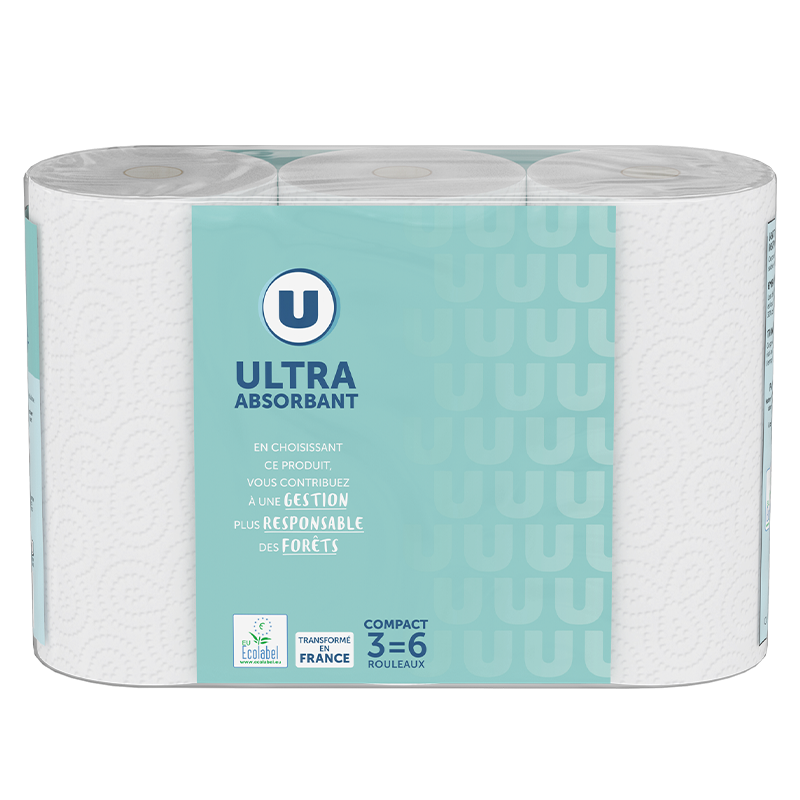 U
ULTRA
ABSORBANT
EN CHOISISSANT
CE PRODUIT,
VOUS CONTRIBUEZ
À UNE GESTION
PLUS RESPONSABLE
DES FORÊTS
EU
Ecolabel
www.ecolabel.eu
TRANSFORMÉ
EN
FRANCE
COMPACT
3=6
ROULEAUX